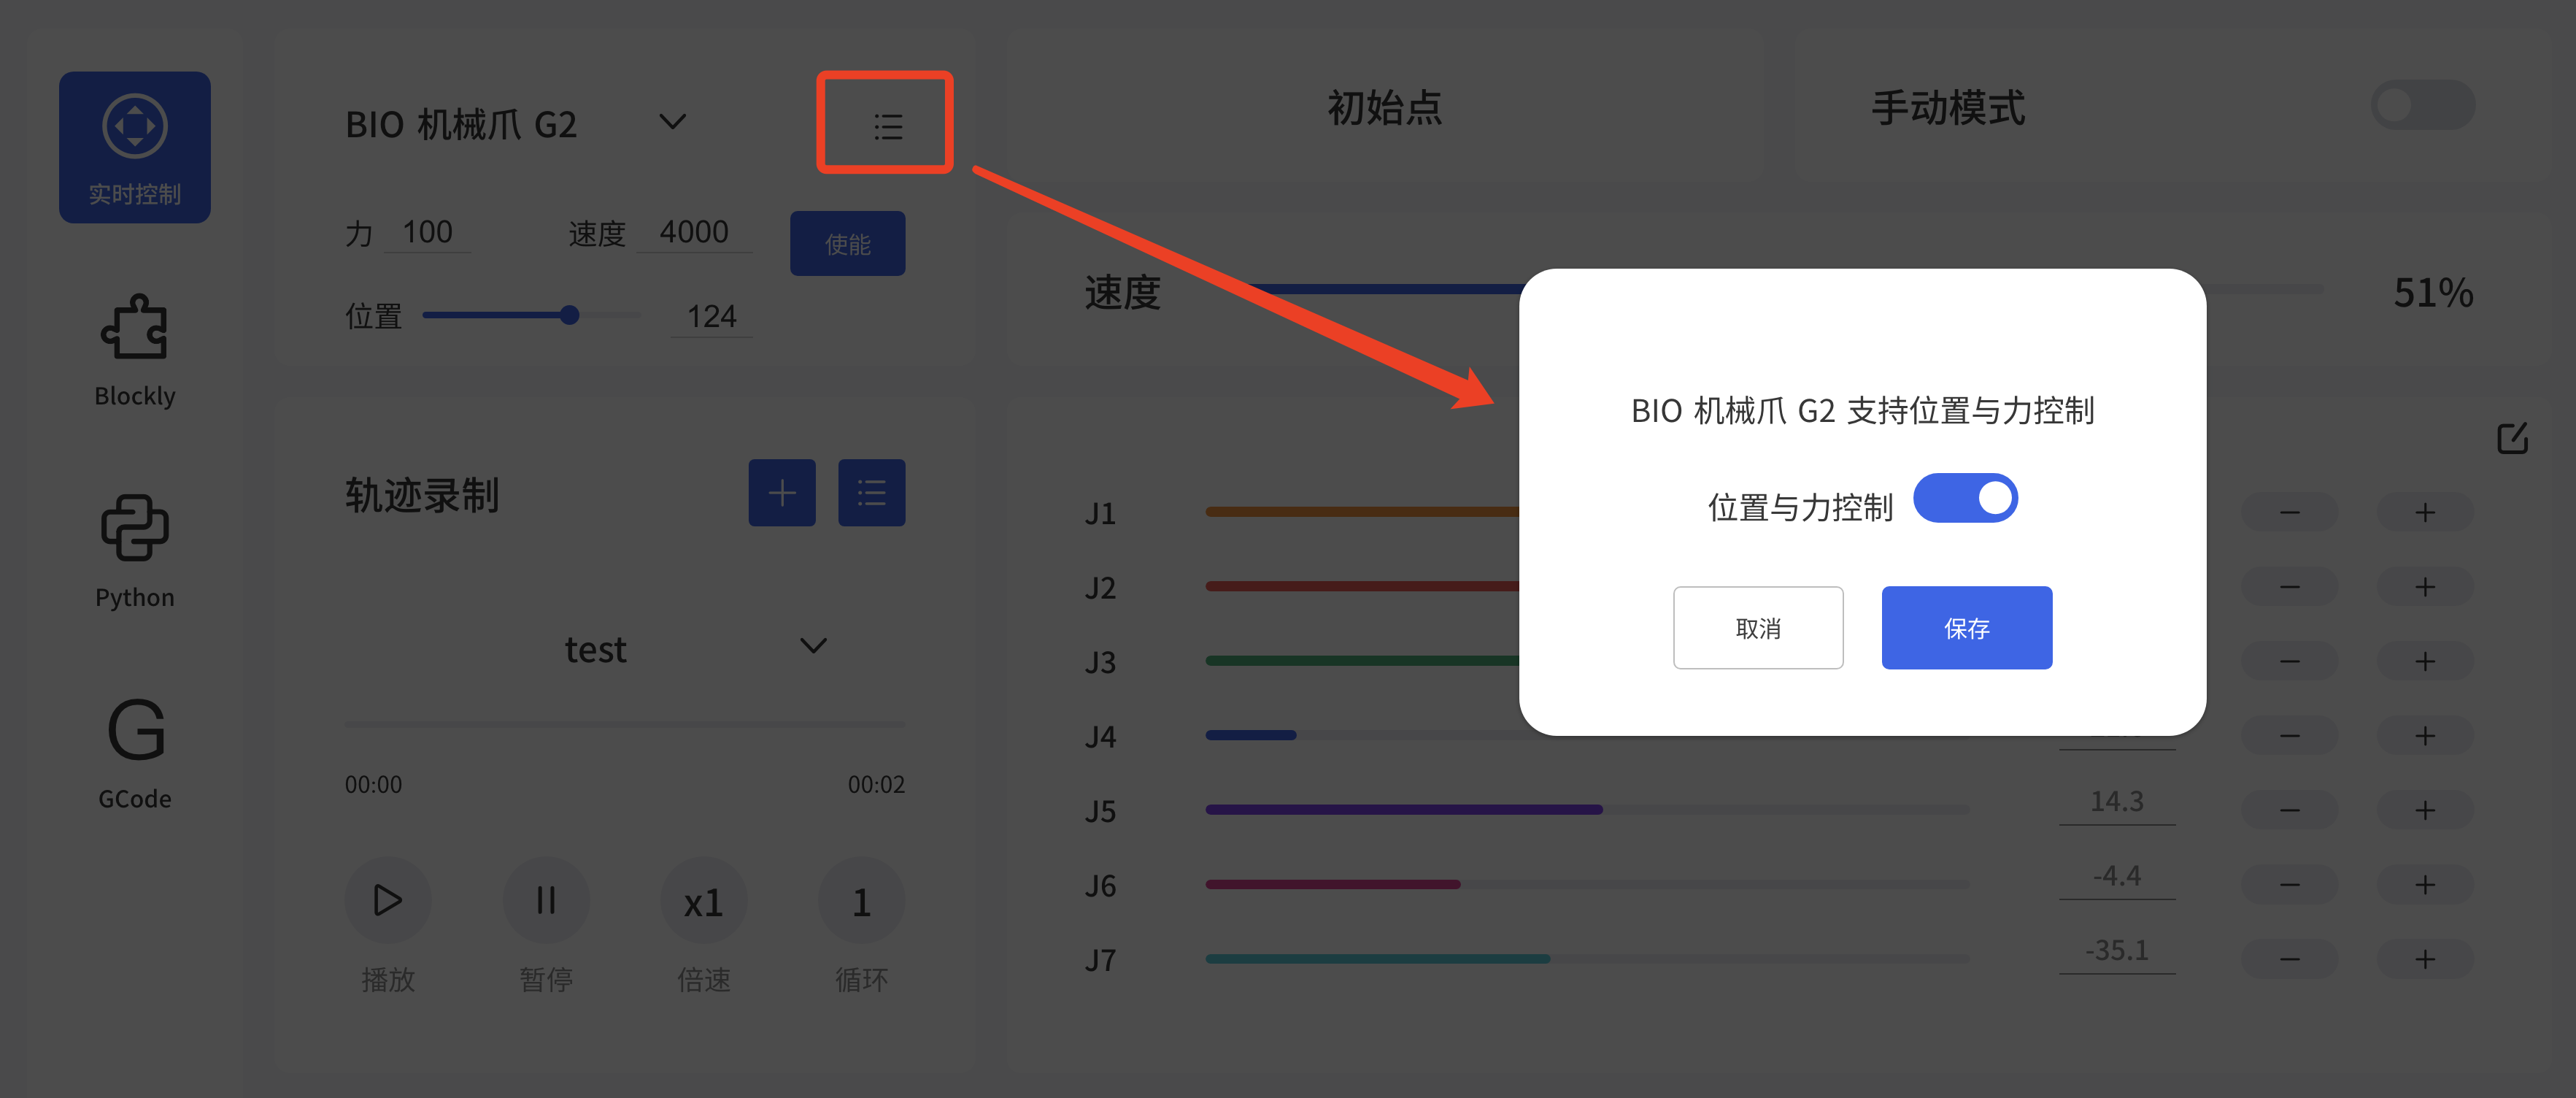 实时控制
Blockly
Python
G
GCode
BIO 机械爪 G2
力 100 速度 4000 使能
位置 124
轨迹录制
test
00:00 00:02
x1 1
播放 暂停 倍速 循环
初始点
手动模式
速度 51%
J1
J2
J3
J4
J5 14.3
J6 -4.4
J7 -35.1
BIO 机械爪 G2 支持位置与力控制
位置与力控制
取消 保存